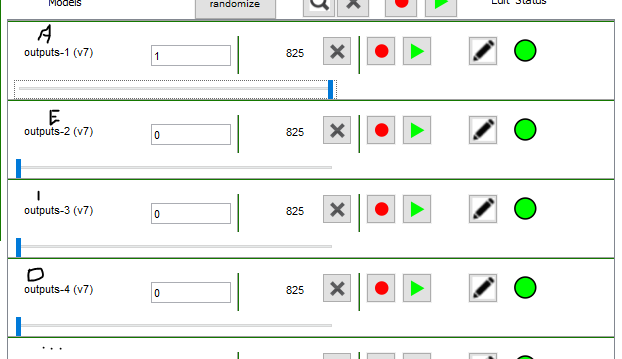 Models randomize Edit Status
A
outputs-1 (v7) 1 825
E
outputs-2 (v7) 0 825
I
outputs-3 (v7) 0 825
O
outputs-4 (v7) 0 825
...